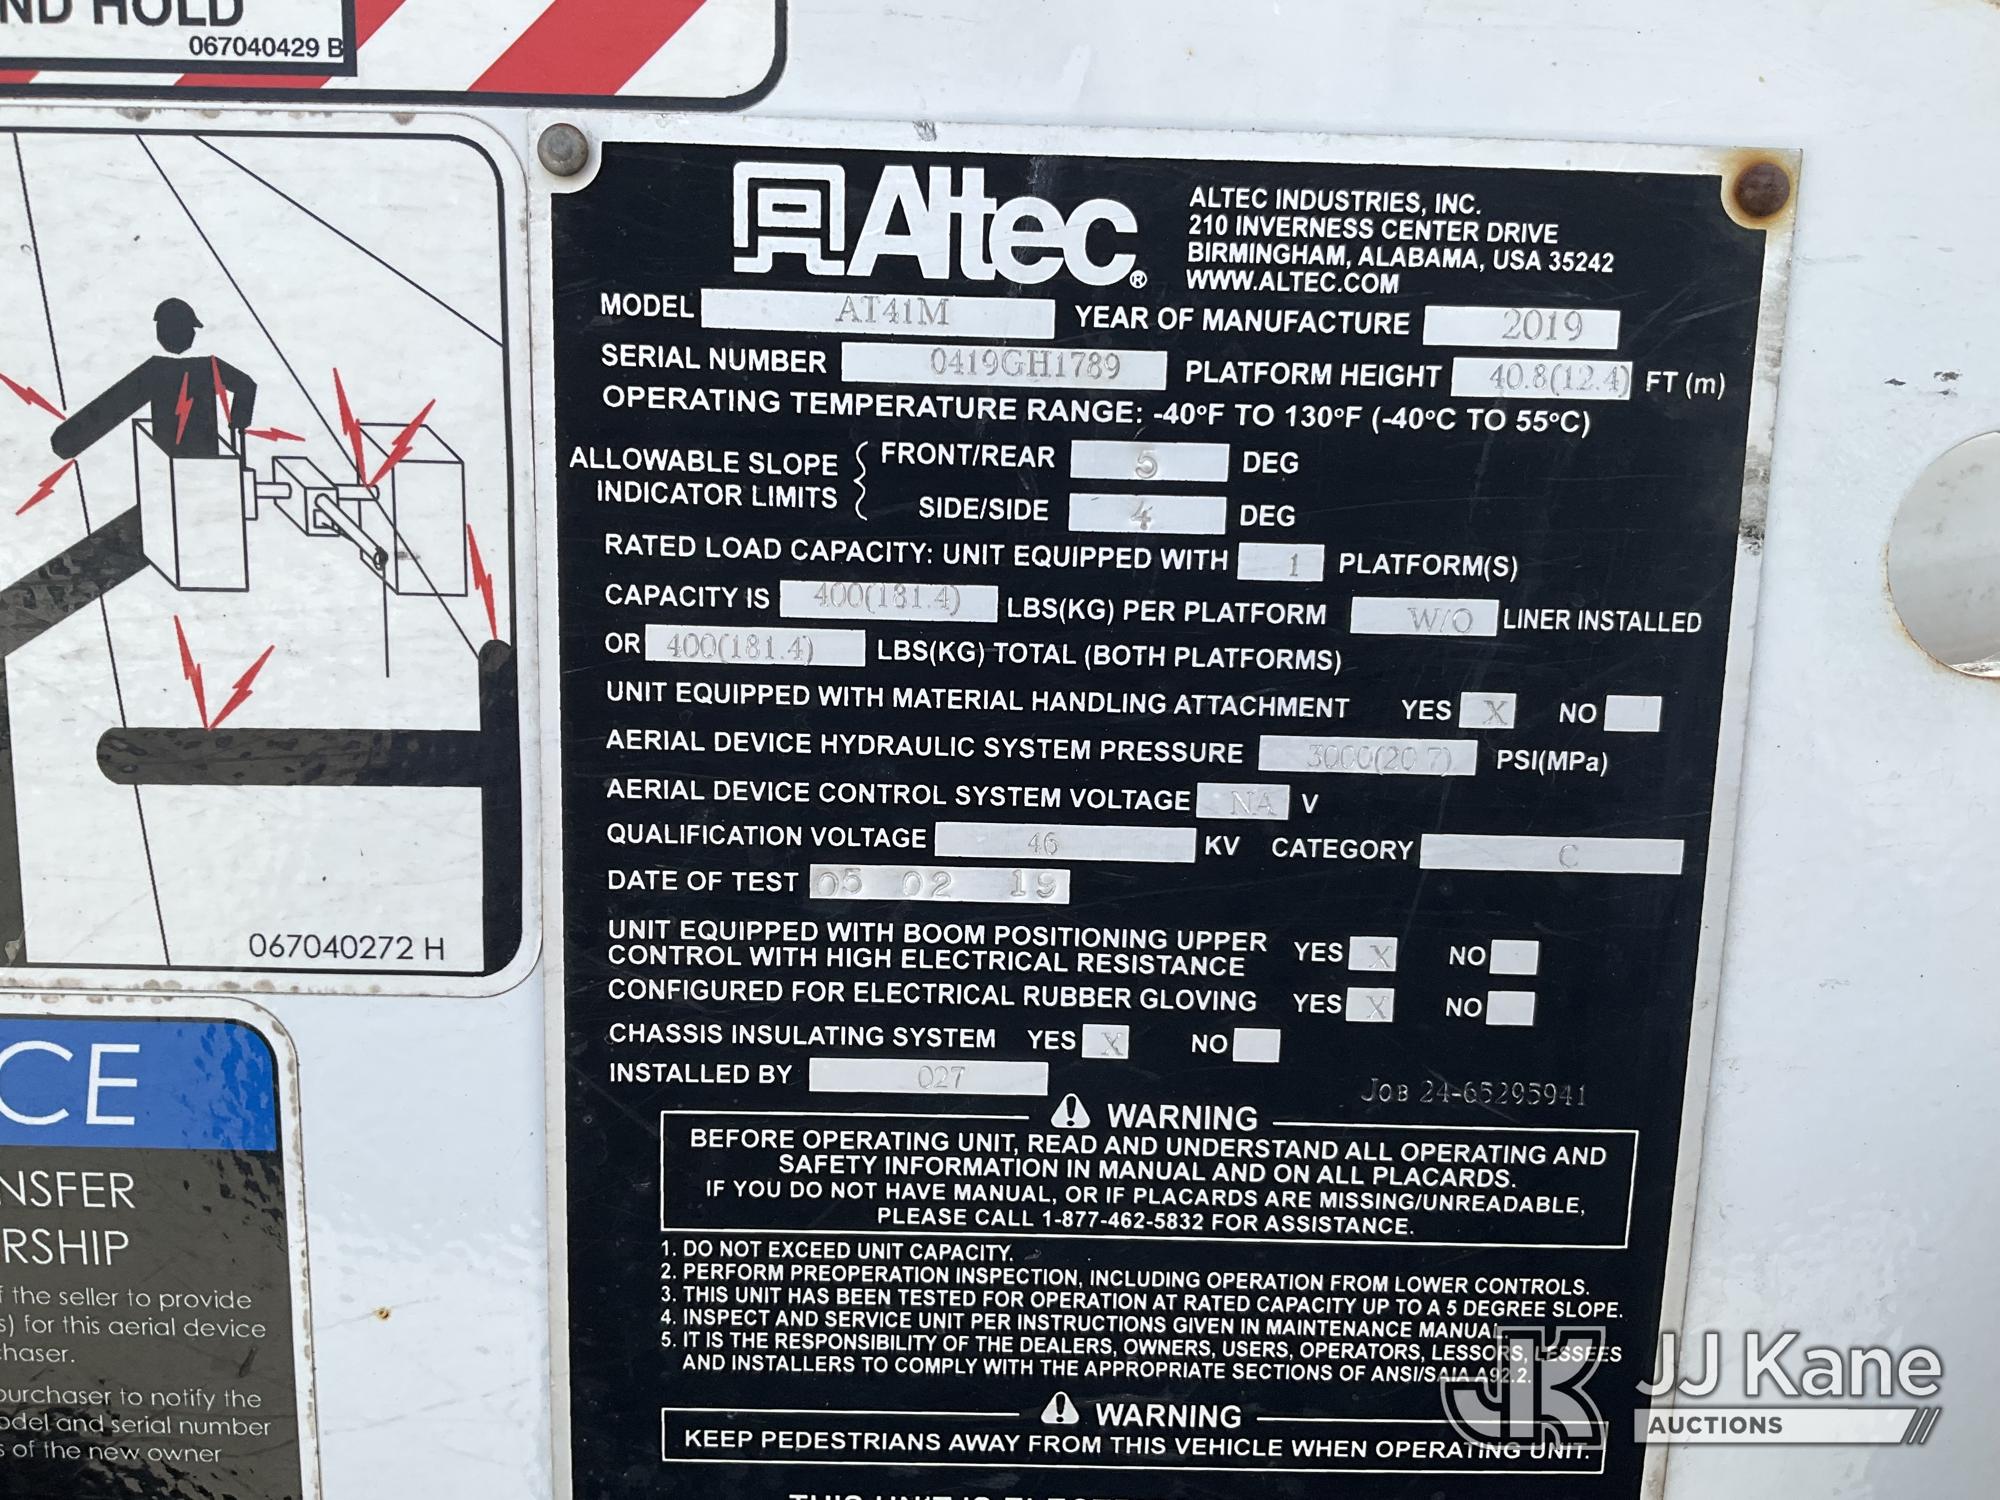 ND HOLD
067040429 B
Altec®
ALTEC INDUSTRIES, INC.
210 INVERNESS CENTER DRIVE
BIRMINGHAM, ALABAMA, USA 35242
WWW.ALTEC.COM
MODEL AT41M YEAR OF MANUFACTURE 2019
SERIAL NUMBER 0419GH1789 PLATFORM HEIGHT 40.8(12.4) FT (m)
OPERATING TEMPERATURE RANGE: -40°F TO 130°F (-40°C TO 55°C)
ALLOWABLE SLOPE INDICATOR LIMITS { FRONT/REAR 5 DEG
SIDE/SIDE 4 DEG
RATED LOAD CAPACITY: UNIT EQUIPPED WITH 1 PLATFORM(S)
CAPACITY IS 400(181.4) LBS(KG) PER PLATFORM W/O LINER INSTALLED
OR 400(181.4) LBS(KG) TOTAL (BOTH PLATFORMS)
UNIT EQUIPPED WITH MATERIAL HANDLING ATTACHMENT YES X NO
AERIAL DEVICE HYDRAULIC SYSTEM PRESSURE 3000(20.7) PSI(MPa)
AERIAL DEVICE CONTROL SYSTEM VOLTAGE NA V
QUALIFICATION VOLTAGE 46 KV CATEGORY C
DATE OF TEST 05 02 19
UNIT EQUIPPED WITH BOOM POSITIONING UPPER
CONTROL WITH HIGH ELECTRICAL RESISTANCE YES X NO
CONFIGURED FOR ELECTRICAL RUBBER GLOVING YES X NO
CHASSIS INSULATING SYSTEM YES X NO
INSTALLED BY 027
JOB 24-65295941
WARNING
BEFORE OPERATING UNIT, READ AND UNDERSTAND ALL OPERATING AND
SAFETY INFORMATION IN MANUAL AND ON ALL PLACARDS.
IF YOU DO NOT HAVE MANUAL, OR IF PLACARDS ARE MISSING/UNREADABLE,
PLEASE CALL 1-877-462-5832 FOR ASSISTANCE.
1. DO NOT EXCEED UNIT CAPACITY.
2. PERFORM PREOPERATION INSPECTION, INCLUDING OPERATION FROM LOWER CONTROLS.
3. THIS UNIT HAS BEEN TESTED FOR OPERATION AT RATED CAPACITY UP TO A 5 DEGREE SLOPE.
4. INSPECT AND SERVICE UNIT PER INSTRUCTIONS GIVEN IN MAINTENANCE MANUAL.
5. IT IS THE RESPONSIBILITY OF THE DEALERS, OWNERS, USERS, OPERATORS, LESSORS, LESSEES
AND INSTALLERS TO COMPLY WITH THE APPROPRIATE SECTIONS OF ANSI/SAIA A92.2.
WARNING
KEEP PEDESTRIANS AWAY FROM THIS VEHICLE WHEN OPERATING UNIT.
067040272 H
CE
NSFER
RSHIP
f the seller to provide
s) for this aerial device
haser.
purchaser to notify the
odel and serial number
s of the new owner
JK JJ Kane
AUCTIONS